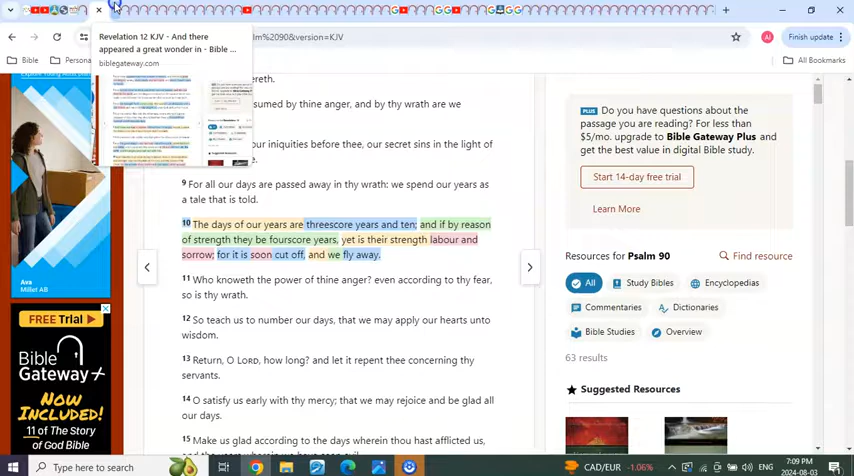 Finish update
lm%2090&version=KJV
Bible
Persona
All Bookmarks
Revelation 12 KJV - And there
appeared a great wonder in - Bible ...
biblegateway.com
ereth.
sumed by thine anger, and by thy wrath are we
our iniquities before thee, our secret sins in the light of
e.
9 For all our days are passed away in thy wrath: we spend our years as
a tale that is told.
10 The days of our years are threescore years and ten; and if by reason
of strength they be fourscore years, yet is their strength labour and
sorrow; for it is soon cut off, and we fly away.
11 Who knoweth the power of thine anger? even according to thy fear,
so is thy wrath.
12 So teach us to number our days, that we may apply our hearts unto
wisdom.
13 Return, O LORD, how long? and let it repent thee concerning thy
servants.
14 O satisfy us early with thy mercy; that we may rejoice and be glad all
our days.
15 Make us glad according to the days wherein thou hast afflicted us,
PLUS Do you have questions about the
passage you are reading? For less than
$5/mo. upgrade to Bible Gateway Plus and
get the best value in digital Bible study.
Start 14-day free trial
Learn More
Resources for Psalm 90
Find resource
All
Study Bibles
Encyclopedias
Commentaries
Dictionaries
Bible Studies
Overview
63 results
Suggested Resources
Ava
Millet AB
FREE Trial
Bible
Gateway+
NOW
INCLUDED!
11 of The Story
of God Bible
Type here to search
CAD/EUR -1.06%
ENG
7:09 PM
2024-08-03